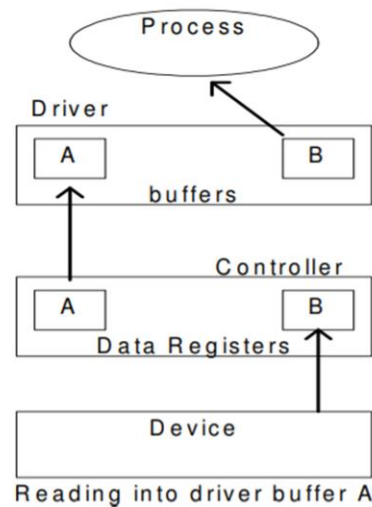 Process
Driver
A B
buffers
Controller
A B
Data Registers
Device
Reading into driver buffer A